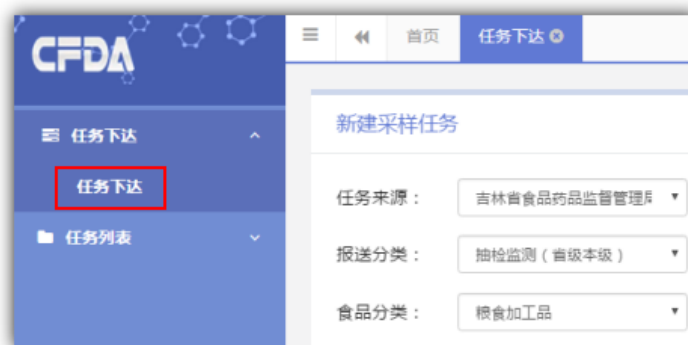 CFDA
首页
任务下达
任务下达
任务下达
任务列表
新建采样任务
任务来源：
吉林省食品药品监督管理局
报送分类：
抽检监测（省级本级）
食品分类：
粮食加工品